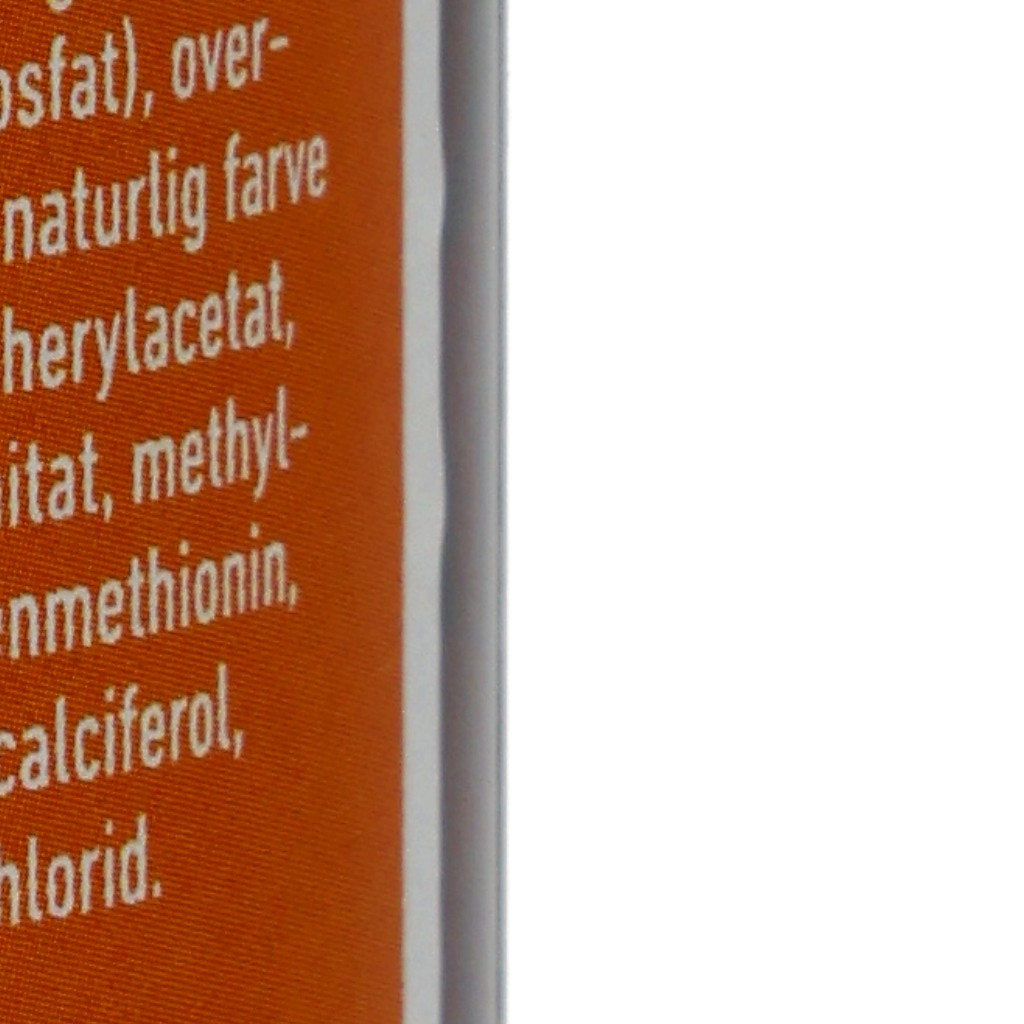 osfat), over-
naturlig farve
herylacetat,
itat, methyl-
enmethionin,
calciferol,
hlorid.